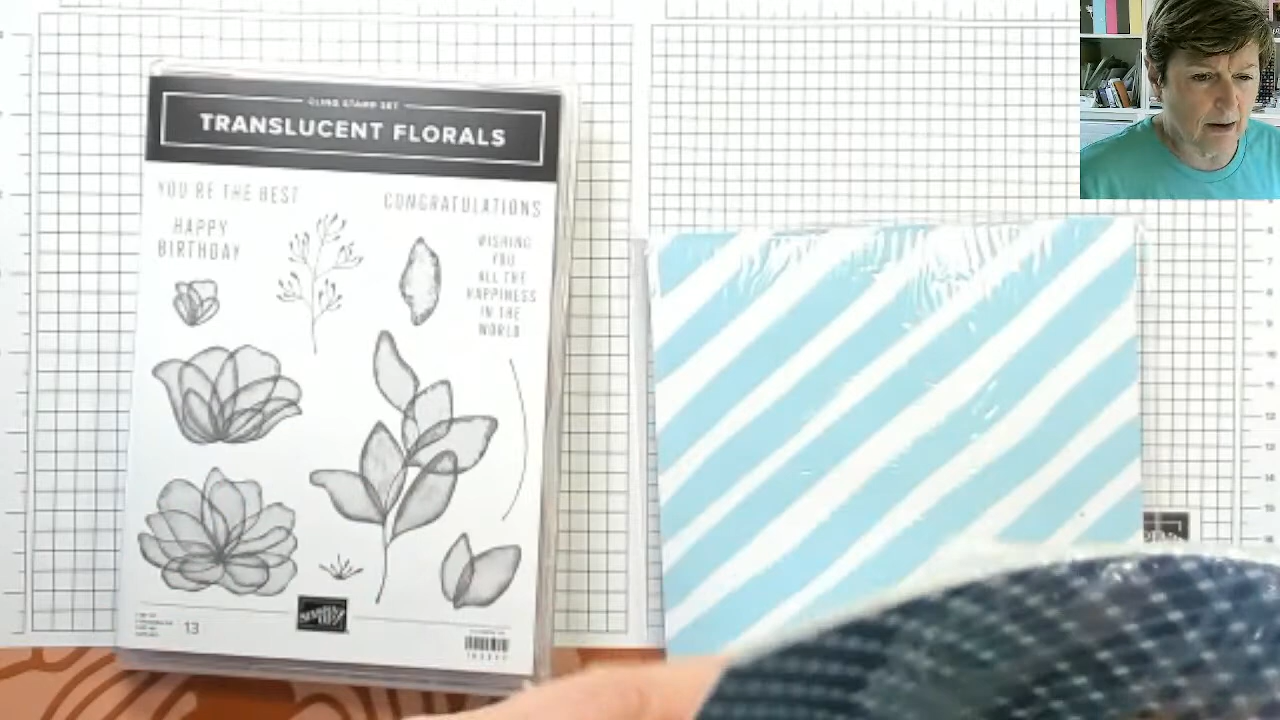 CLING STAMP SET
TRANSLUCENT FLORALS
YOU'RE THE BEST
CONGRATULATIONS
HAPPY
BIRTHDAY
WISHING
YOU
ALL THE
HAPPINESS
IN THE
WORLD
13